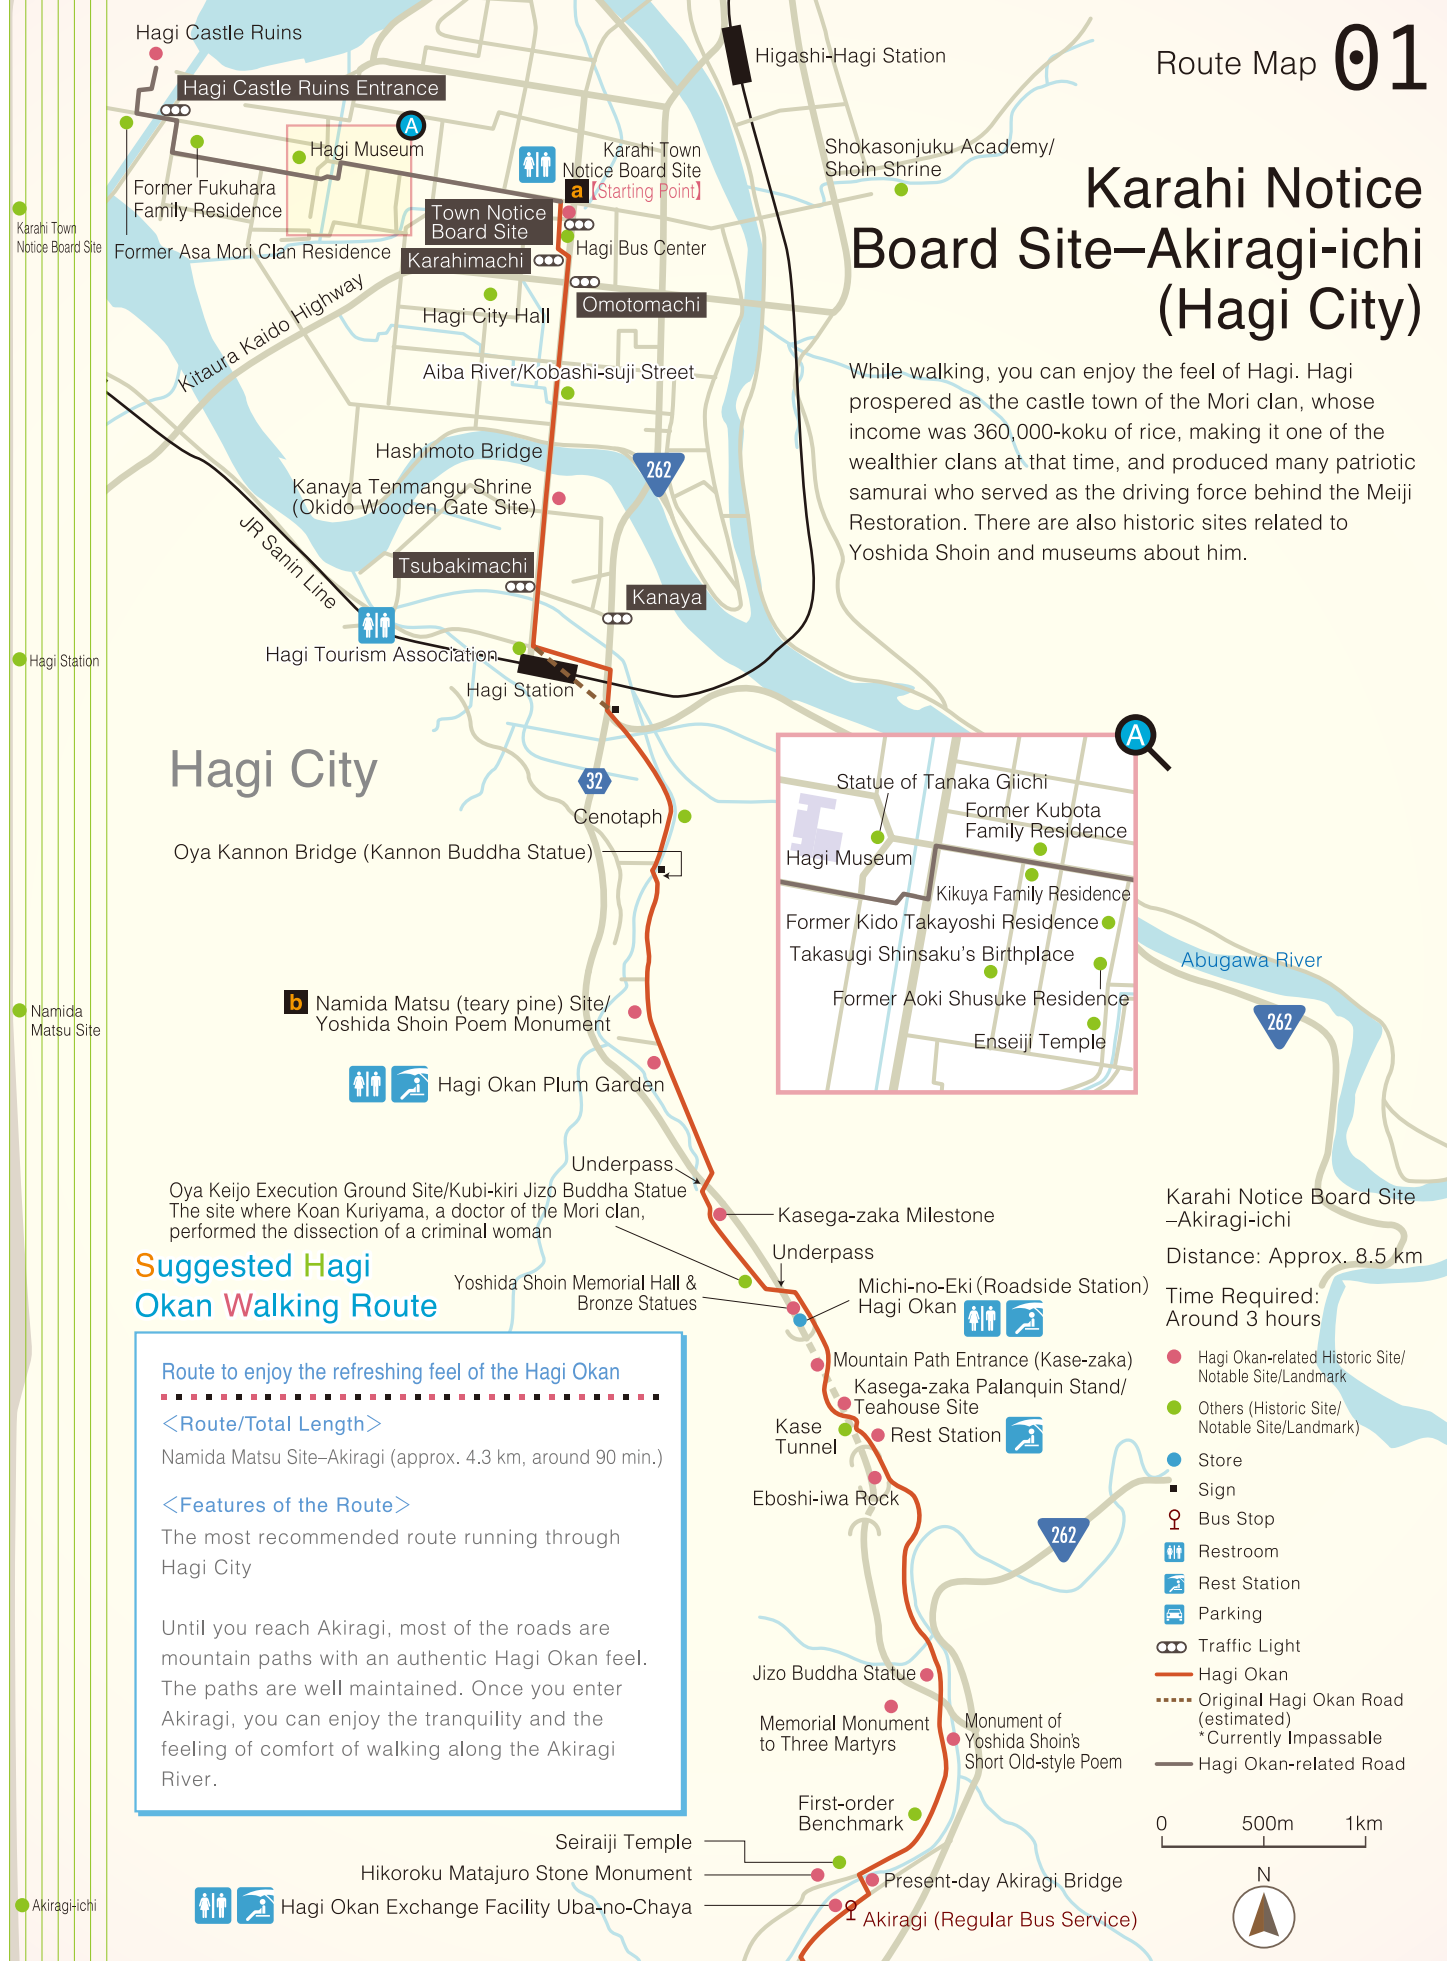 Route Map 01
Karahi Notice
Board Site–Akiragi-ichi
(Hagi City)
While walking, you can enjoy the feel of Hagi. Hagi
prospered as the castle town of the Mori clan, whose
income was 360,000-koku of rice, making it one of the
wealthier clans at that time, and produced many patriotic
samurai who served as the driving force behind the Meiji
Restoration. There are also historic sites related to
Yoshida Shoin and museums about him.
Hagi Castle Ruins
Hagi Castle Ruins Entrance
A
Hagi Museum
Former Fukuhara
Family Residence
Former Asa Mori Clan Residence
Higashi-Hagi Station
Shokasonjuku Academy/
Shoin Shrine
Karahi Town
Notice Board Site
a【Starting Point】
Town Notice
Board Site
Hagi Bus Center
Karahimachi
Omotomachi
Hagi City Hall
Kitaura Kaido Highway
Aiba River/Kobashi-suji Street
Hashimoto Bridge
262
Kanaya Tenmangu Shrine
(Okido Wooden Gate Site)
JR Sanin Line
Tsubakimachi
Kanaya
Hagi Tourism Association
Hagi Station
Karahi Town
Notice Board Site
Hagi Station
Namida
Matsu Site
Akiragi-ichi
Hagi City
32
Cenotaph
Oya Kannon Bridge (Kannon Buddha Statue)
A
Statue of Tanaka Giichi
Former Kubota
Family Residence
Hagi Museum
Kikuya Family Residence
Former Kido Takayoshi Residence
Takasugi Shinsaku's Birthplace
Former Aoki Shusuke Residence
Enseiji Temple
Abugawa River
262
b Namida Matsu (teary pine) Site/
Yoshida Shoin Poem Monument
Hagi Okan Plum Garden
Underpass
Oya Keijo Execution Ground Site/Kubi-kiri Jizo Buddha Statue
The site where Koan Kuriyama, a doctor of the Mori clan,
performed the dissection of a criminal woman
Kasega-zaka Milestone
Underpass
Yoshida Shoin Memorial Hall &
Bronze Statues
Michi-no-Eki (Roadside Station)
Hagi Okan
Mountain Path Entrance (Kase-zaka)
Kasega-zaka Palanquin Stand/
Teahouse Site
Kase
Tunnel
Rest Station
Eboshi-iwa Rock
262
Jizo Buddha Statue
Memorial Monument
to Three Martyrs
Monument of
Yoshida Shoin's
Short Old-style Poem
First-order
Benchmark
Seiraiji Temple
Hikoroku Matajuro Stone Monument
Present-day Akiragi Bridge
Hagi Okan Exchange Facility Uba-no-Chaya
Akiragi (Regular Bus Service)
Suggested Hagi
Okan Walking Route
Route to enjoy the refreshing feel of the Hagi Okan
<Route/Total Length>
Namida Matsu Site–Akiragi (approx. 4.3 km, around 90 min.)
<Features of the Route>
The most recommended route running through
Hagi City
Until you reach Akiragi, most of the roads are
mountain paths with an authentic Hagi Okan feel.
The paths are well maintained. Once you enter
Akiragi, you can enjoy the tranquility and the
feeling of comfort of walking along the Akiragi
River.
Karahi Notice Board Site
–Akiragi-ichi
Distance: Approx. 8.5 km
Time Required:
Around 3 hours
Hagi Okan-related Historic Site/
Notable Site/Landmark
Others (Historic Site/
Notable Site/Landmark)
Store
Sign
Bus Stop
Restroom
Rest Station
Parking
Traffic Light
Hagi Okan
Original Hagi Okan Road
(estimated)
*Currently Impassable
Hagi Okan-related Road
0 500m 1km
N